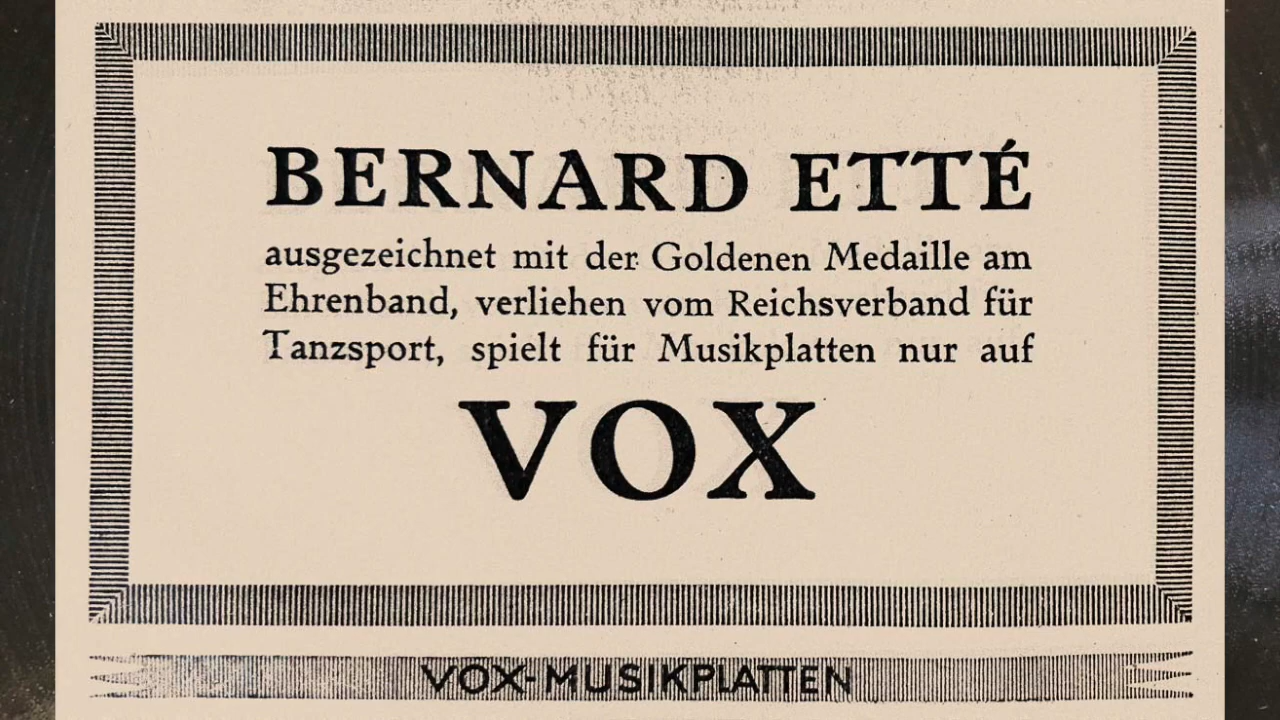 BERNARD ETTÉ
ausgezeichnet mit der Goldenen Medaille am
Ehrenband, verliehen vom Reichsverband für
Tanzsport, spielt für Musikplatten nur auf
VOX
VOX-MUSIKPLATTEN